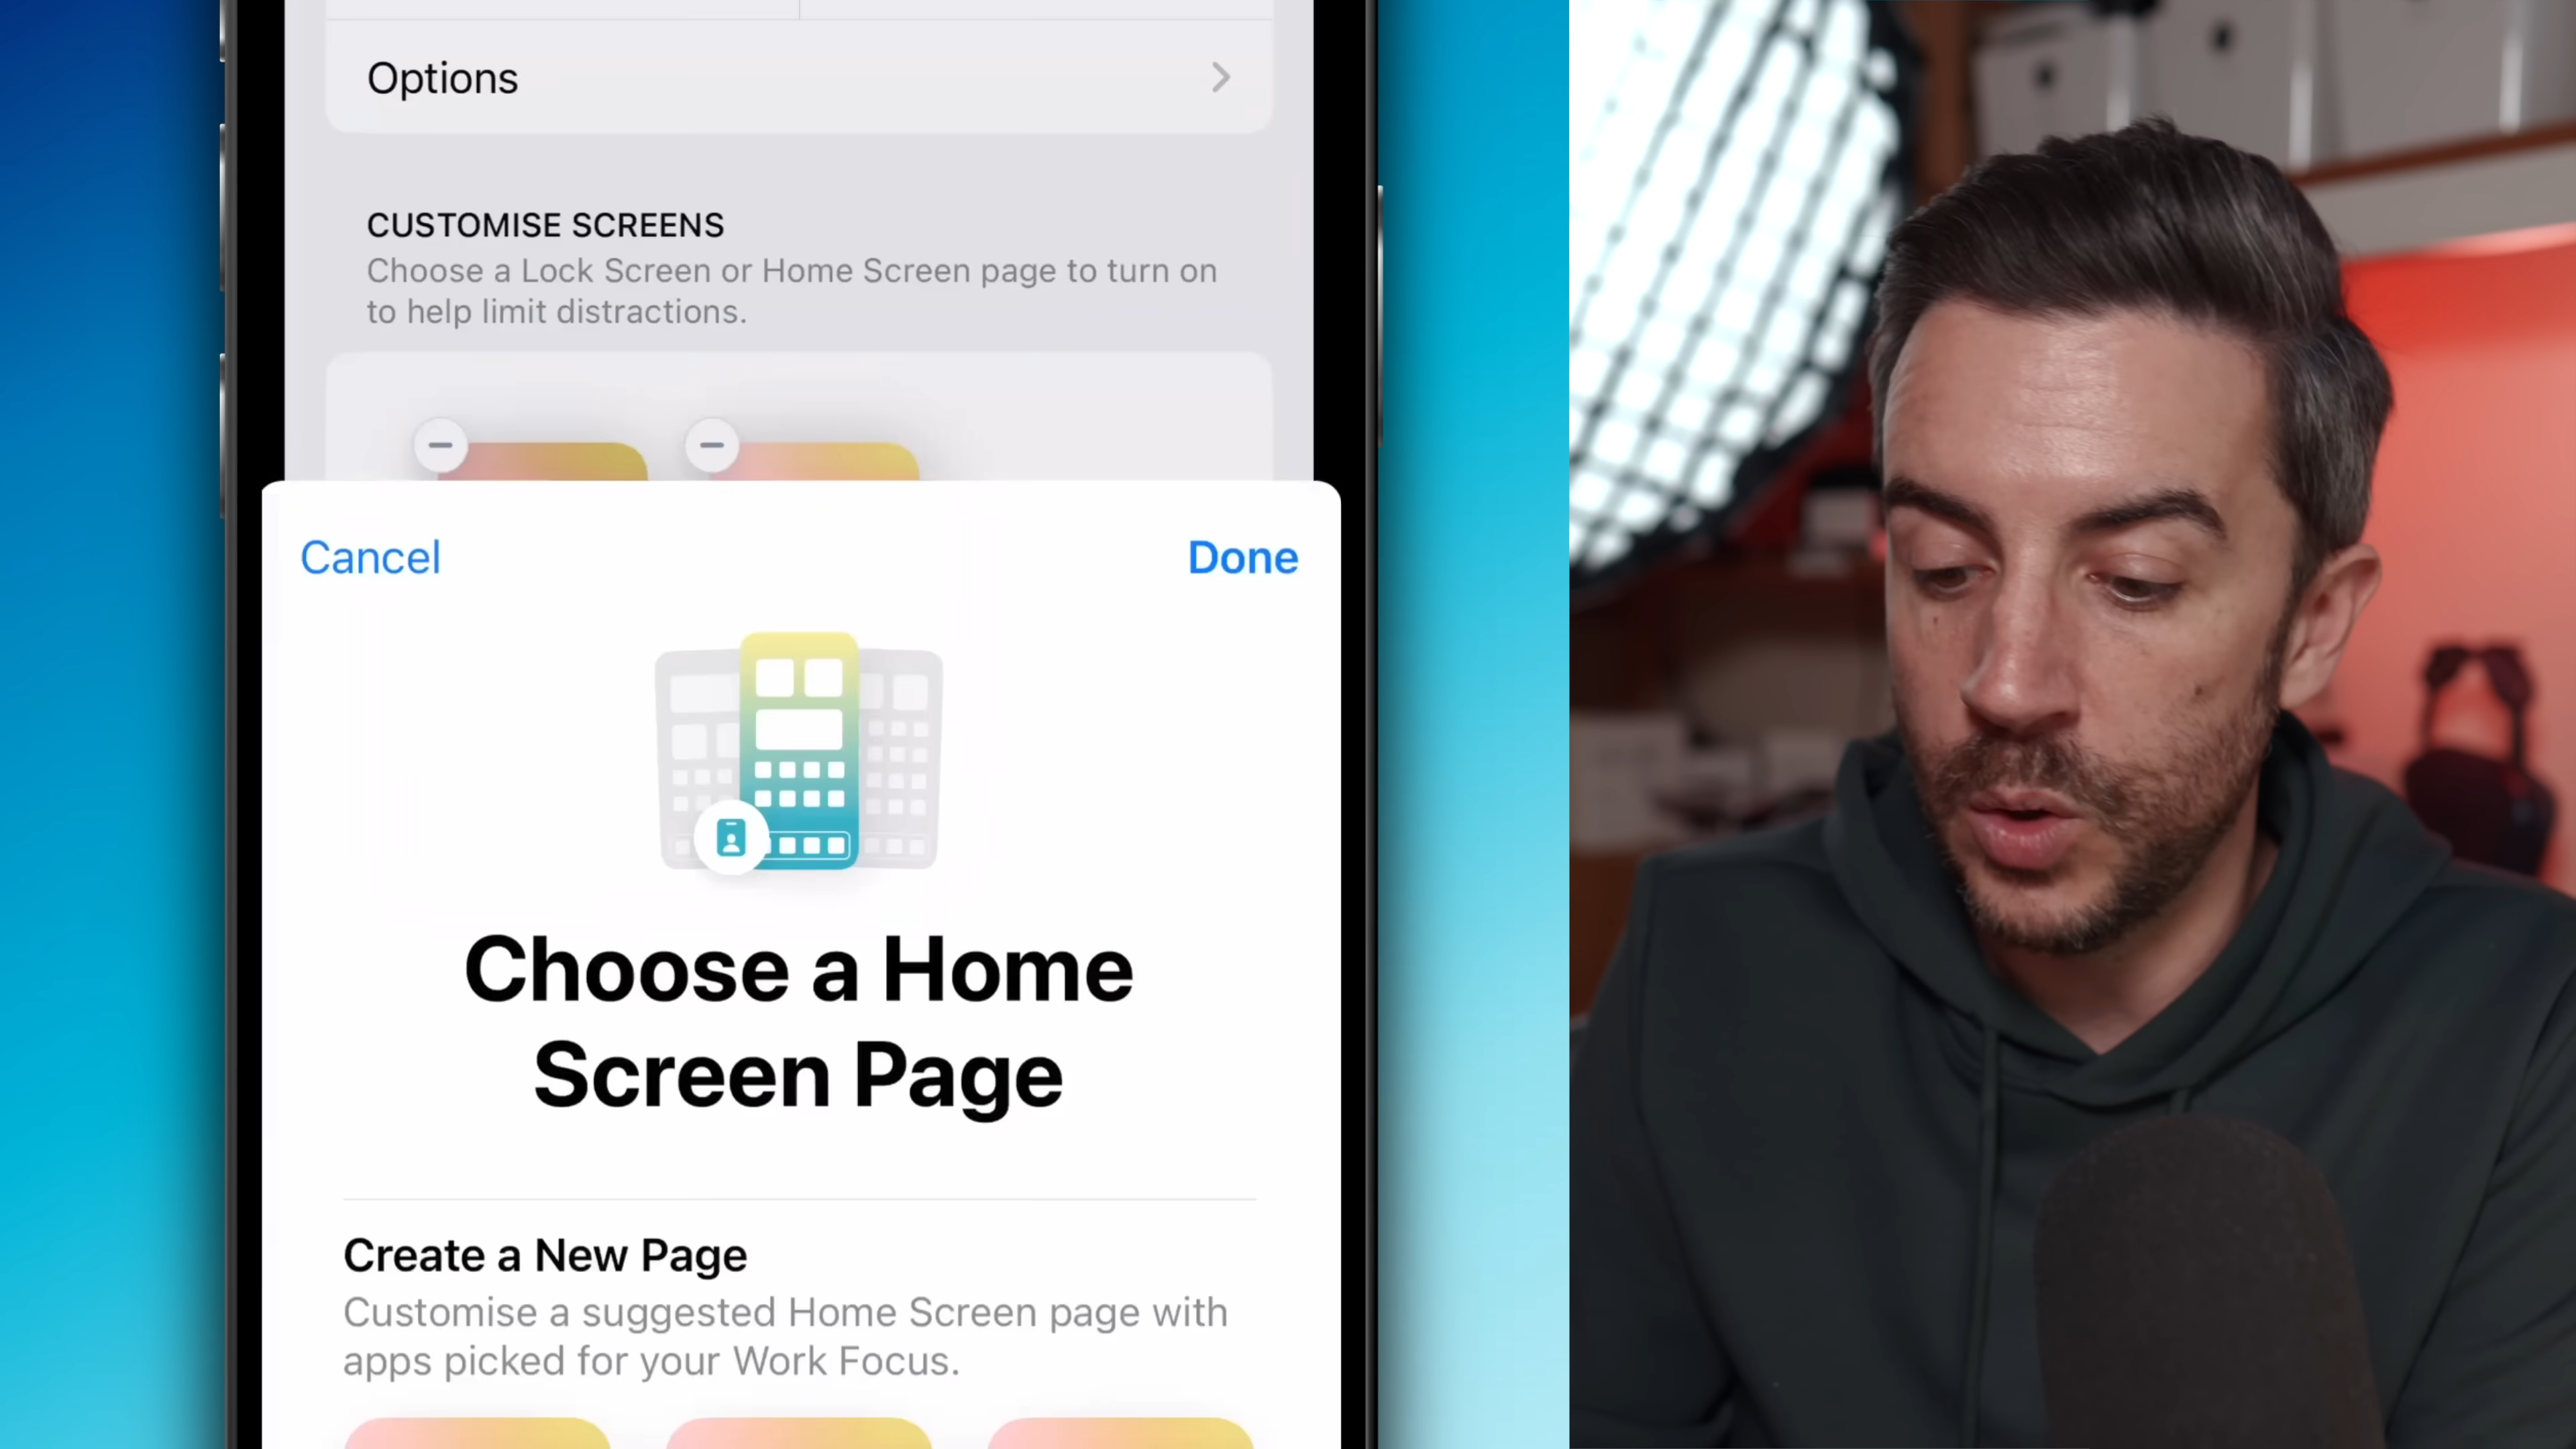 Options
CUSTOMISE SCREENS
Choose a Lock Screen or Home Screen page to turn on
to help limit distractions.
Cancel
Done
Choose a Home
Screen Page
Create a New Page
Customise a suggested Home Screen page with
apps picked for your Work Focus.